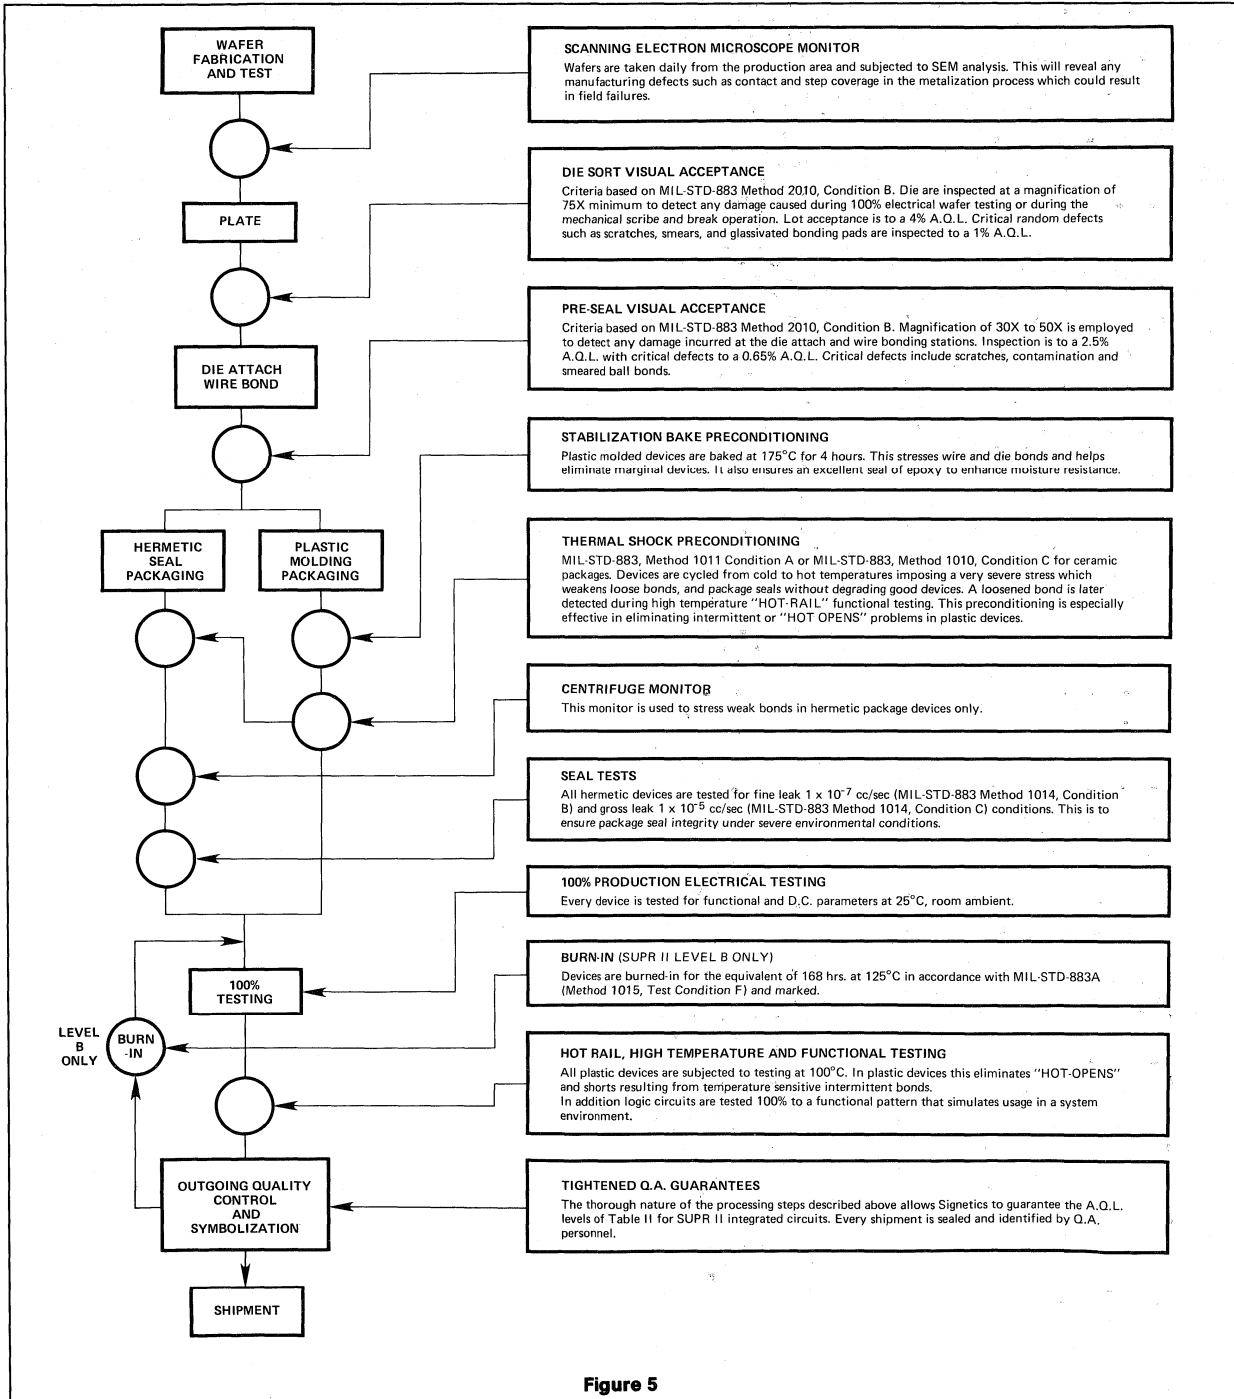 WAFER
FABRICATION
AND TEST
SCANNING ELECTRON MICROSCOPE MONITOR
Wafers are taken daily from the production area and subjected to SEM analysis. This will reveal any
manufacturing defects such as contact and step coverage in the metalization process which could result
in field failures.
PLATE
DIE SORT VISUAL ACCEPTANCE
Criteria based on MIL-STD-883 Method 2010, Condition B. Die are inspected at a magnification of
75X minimum to detect any damage caused during 100% electrical wafer testing or during the
mechanical scribe and break operation. Lot acceptance is to a 4% A.Q.L. Critical random defects
such as scratches, smears, and glassivated bonding pads are inspected to a 1% A.Q.L.
DIE ATTACH
WIRE BOND
PRE-SEAL VISUAL ACCEPTANCE
Criteria based on MIL-STD-883 Method 2010, Condition B. Magnification of 30X to 50X is employed
to detect any damage incurred at the die attach and wire bonding stations. Inspection is to a 2.5%
A.Q.L. with critical defects to a 0.65% A.Q.L. Critical defects include scratches, contamination and
smeared ball bonds.
STABILIZATION BAKE PRECONDITIONING
Plastic molded devices are baked at 175°C for 4 hours. This stresses wire and die bonds and helps
eliminate marginal devices. It also ensures an excellent seal of epoxy to enhance moisture resistance.
HERMETIC
SEAL
PACKAGING
PLASTIC
MOLDING
PACKAGING
THERMAL SHOCK PRECONDITIONING
MIL-STD-883, Method 1011 Condition A or MIL-STD-883, Method 1010, Condition C for ceramic
packages. Devices are cycled from cold to hot temperatures imposing a very severe stress which
weakens loose bonds, and package seals without degrading good devices. A loosened bond is later
detected during high temperature "HOT-RAIL" functional testing. This preconditioning is especially
effective in eliminating intermittent or "HOT OPENS" problems in plastic devices.
CENTRIFUGE MONITOR
This monitor is used to stress weak bonds in hermetic package devices only.
SEAL TESTS
All hermetic devices are tested for fine leak 1 x 10⁻⁷ cc/sec (MIL-STD-883 Method 1014, Condition
B) and gross leak 1 x 10⁻⁵ cc/sec (MIL-STD-883 Method 1014, Condition C) conditions. This is to
ensure package seal integrity under severe environmental conditions.
100% PRODUCTION ELECTRICAL TESTING
Every device is tested for functional and D.C. parameters at 25°C, room ambient.
100%
TESTING
BURN-IN (SUPR II LEVEL B ONLY)
Devices are burned-in for the equivalent of 168 hrs. at 125°C in accordance with MIL-STD-883A
(Method 1015, Test Condition F) and marked.
LEVEL
B
ONLY
BURN
-IN
HOT RAIL, HIGH TEMPERATURE AND FUNCTIONAL TESTING
All plastic devices are subjected to testing at 100°C. In plastic devices this eliminates "HOT-OPENS"
and shorts resulting from temperature sensitive intermittent bonds.
In addition logic circuits are tested 100% to a functional pattern that simulates usage in a system
environment.
OUTGOING QUALITY
CONTROL
AND
SYMBOLIZATION
TIGHTENED Q.A. GUARANTEES
The thorough nature of the processing steps described above allows Signetics to guarantee the A.Q.L.
levels of Table II for SUPR II integrated circuits. Every shipment is sealed and identified by Q.A.
personnel.
SHIPMENT
Figure 5